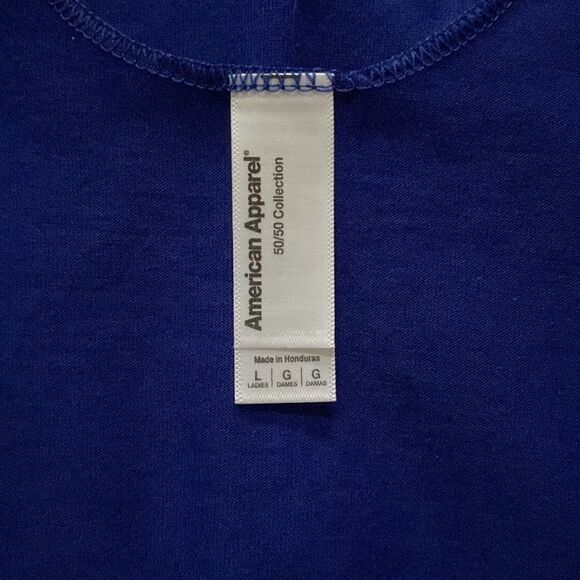 American Apparel®
50/50 Collection
Made in Honduras
L | G | G
LADIES | DAMES | DAMAS